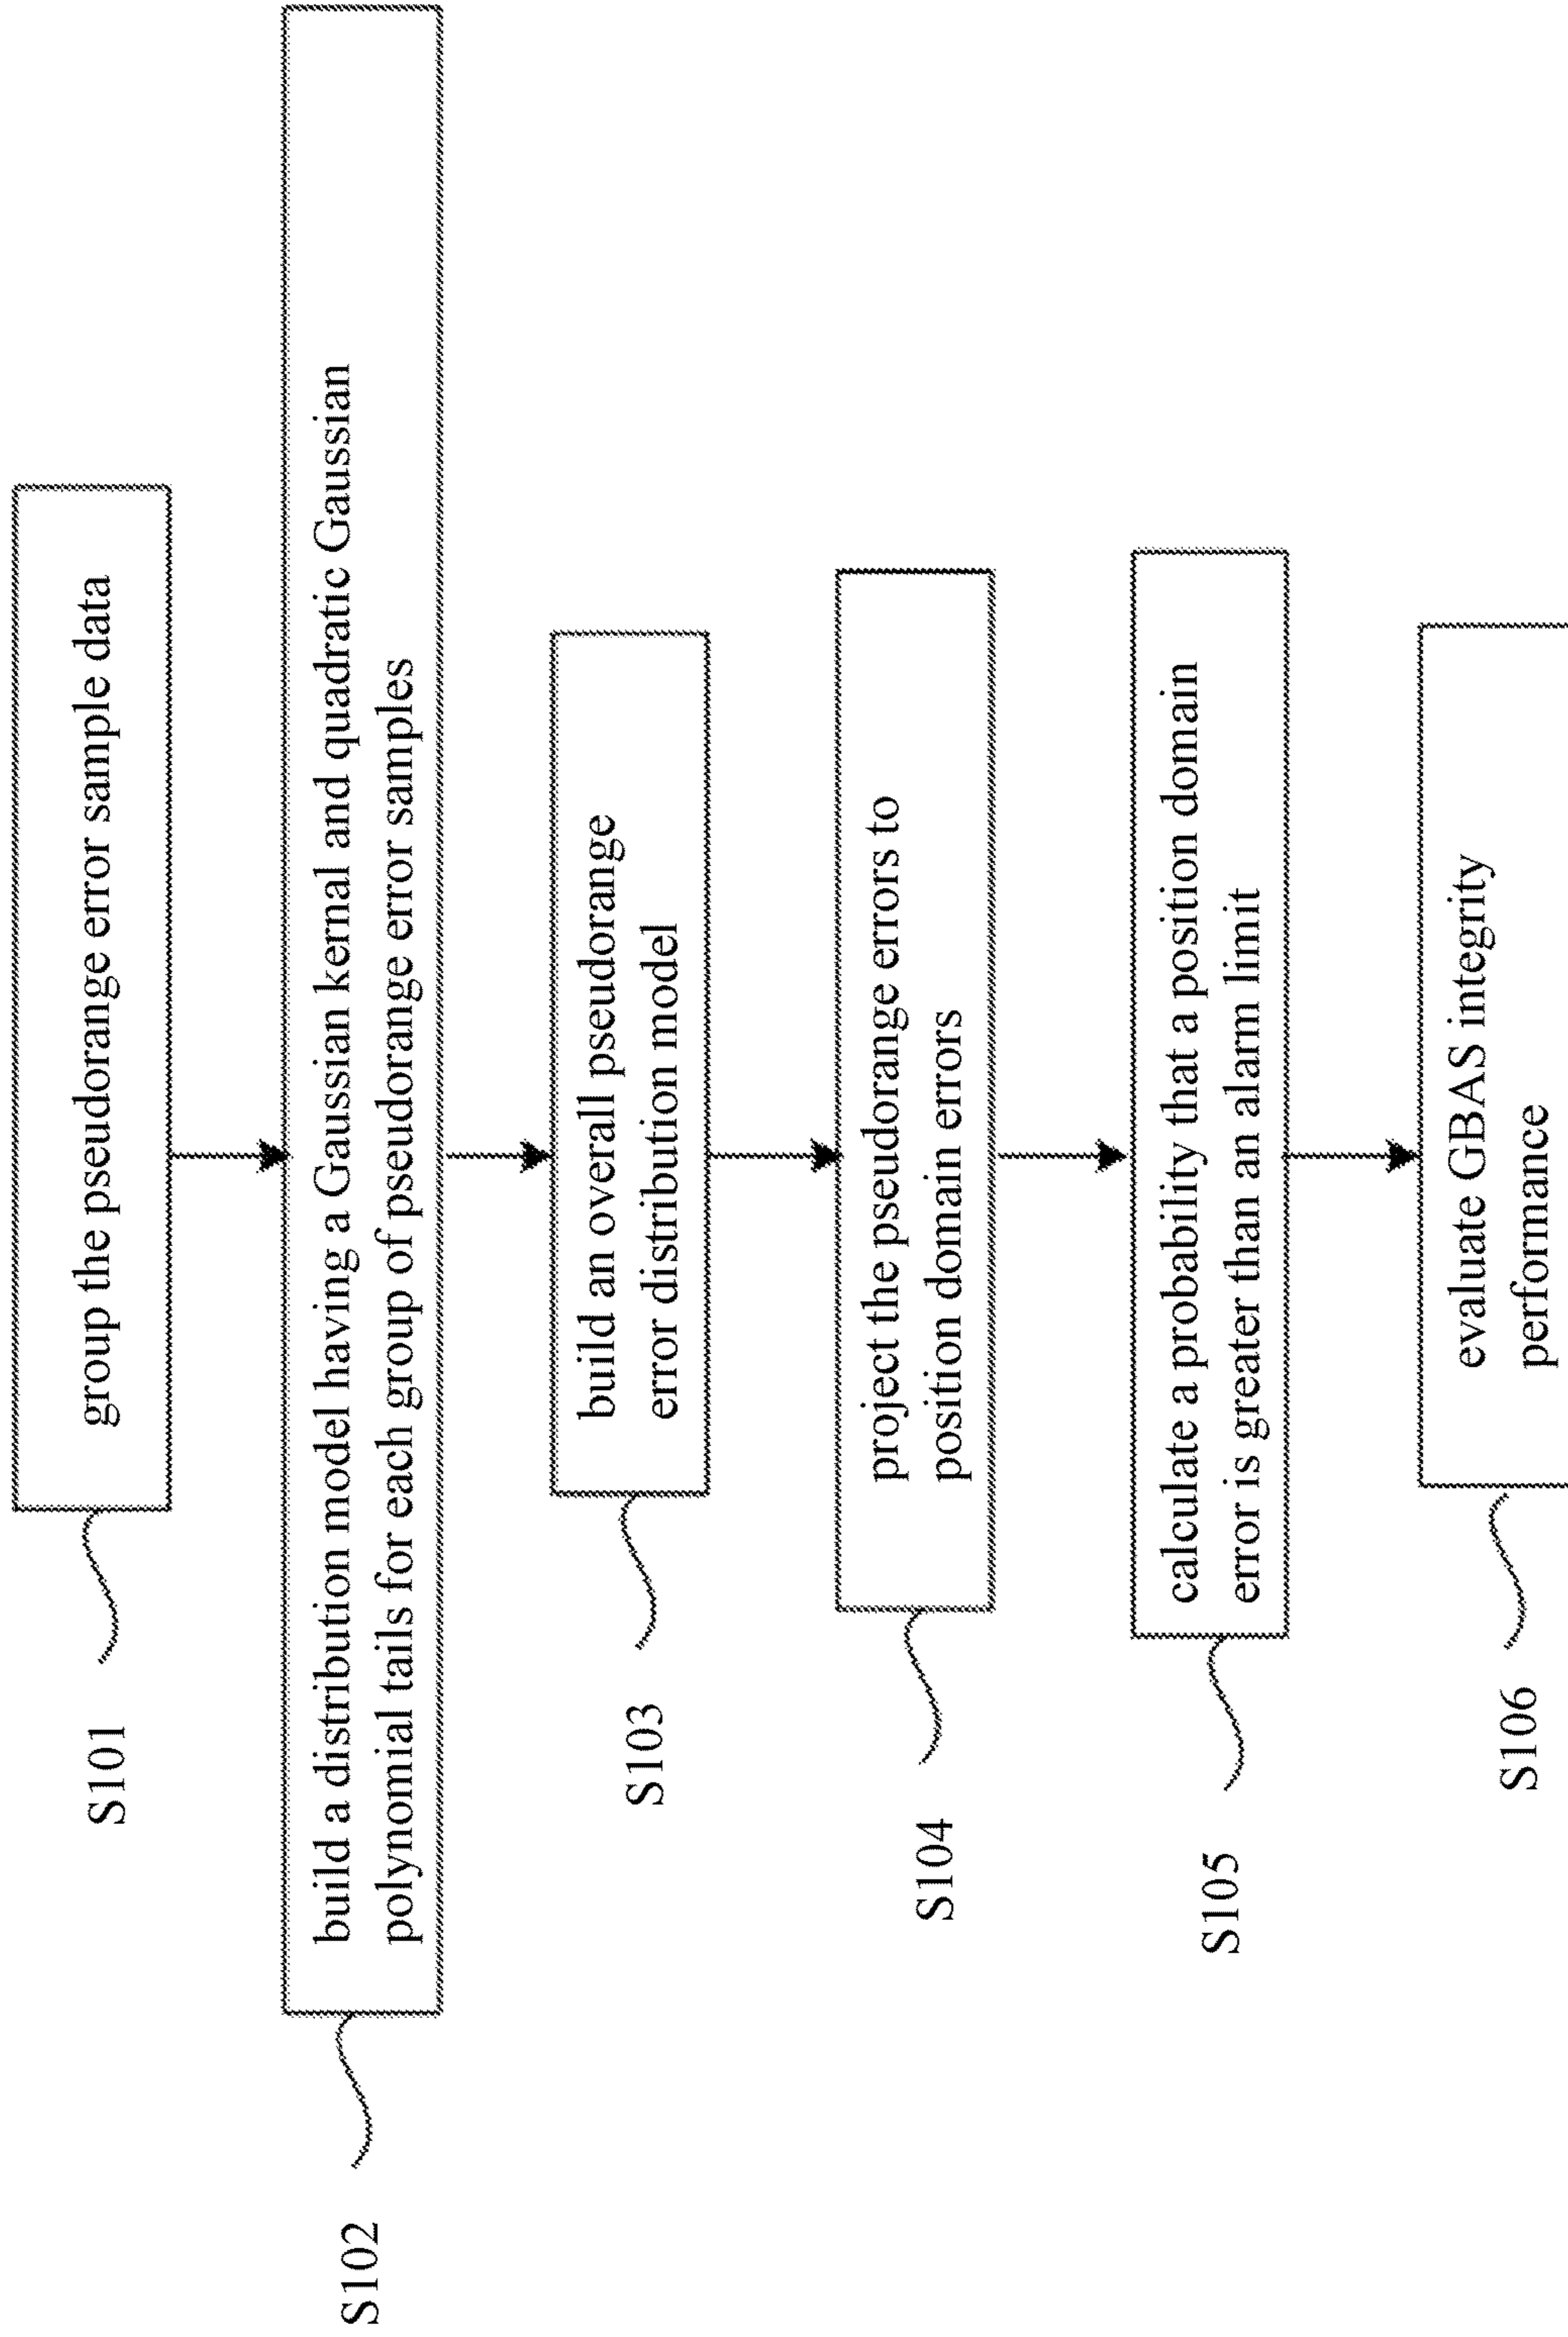 S101
group the pseudorange error sample data
S102
build a distribution model having a Gaussian kernal and quadratic Gaussian
polynomial tails for each group of pseudorange error samples
S103
build an overall pseudorange
error distribution model
S104
project the pseudorange errors to
position domain errors
S105
calculate a probability that a position domain
error is greater than an alarm limit
S106
evaluate GBAS integrity
performance